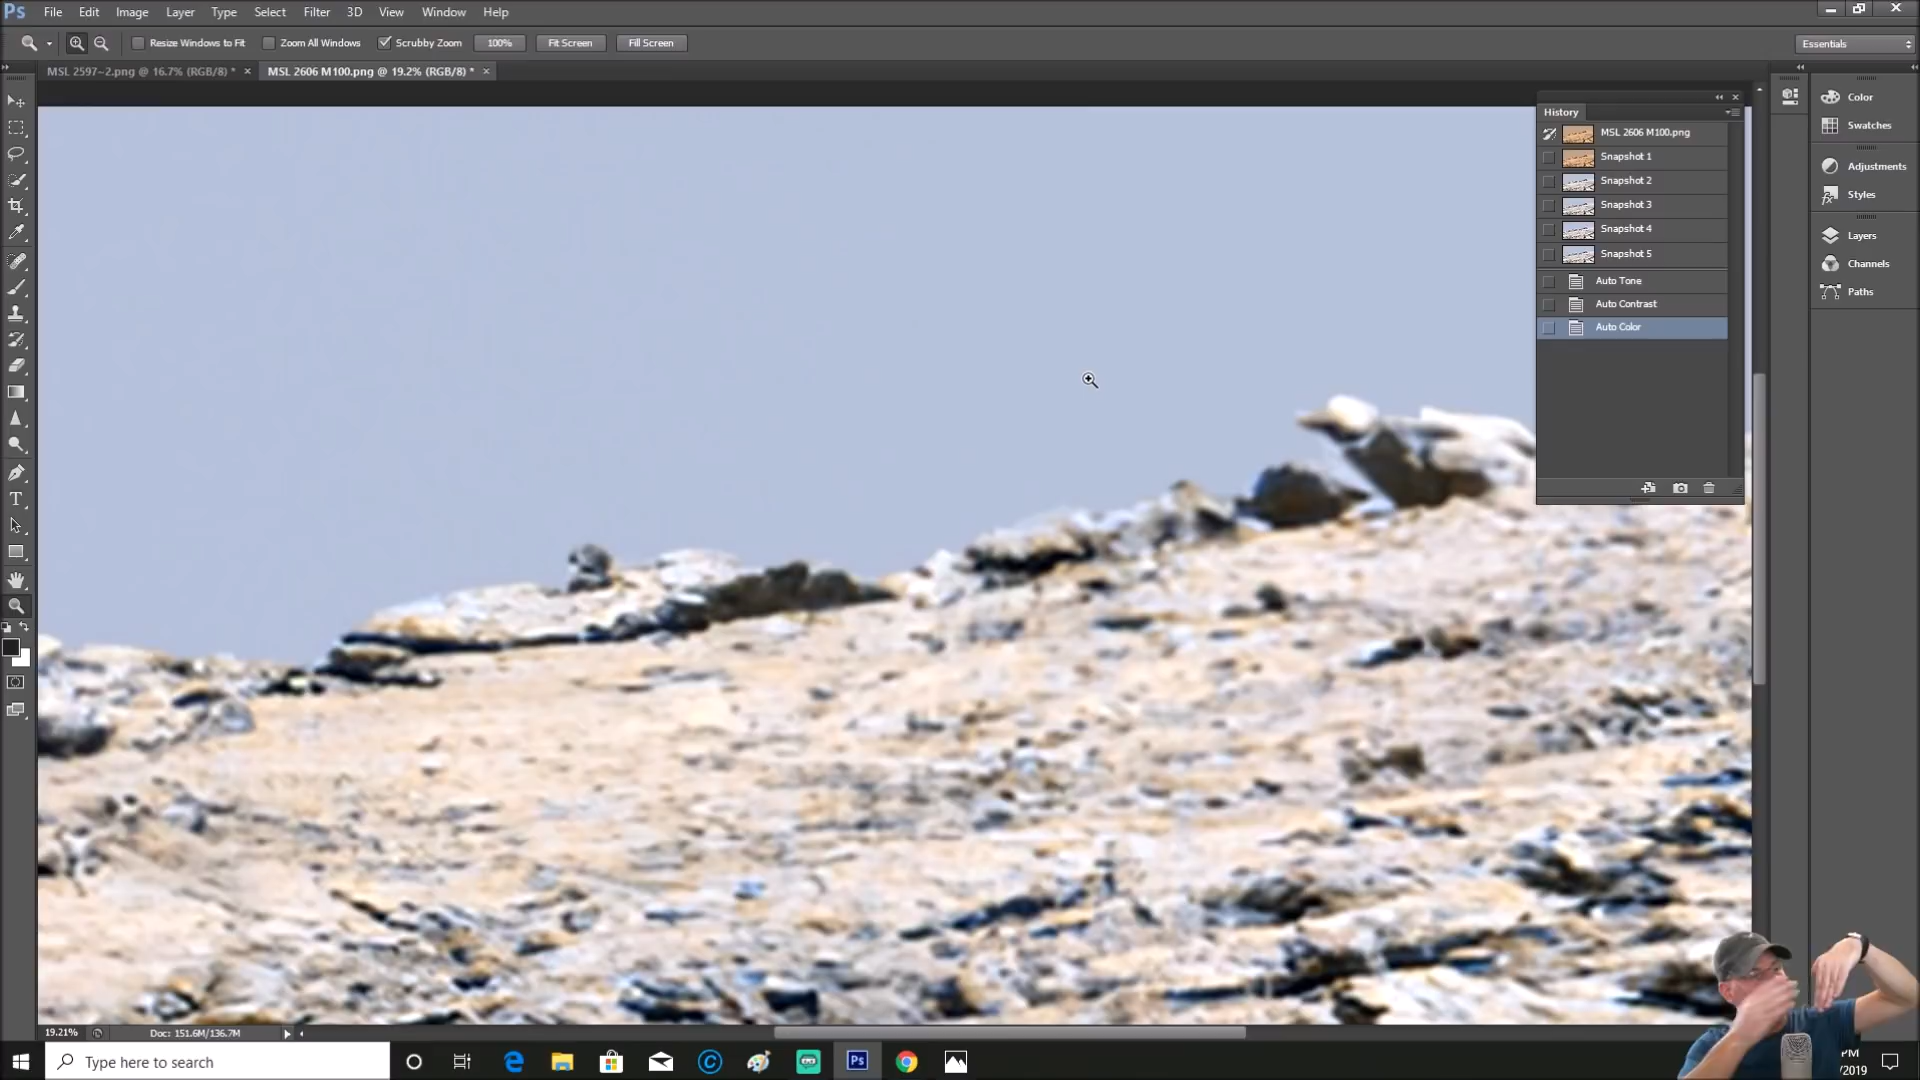 Ps File Edit Image Layer Type Select Filter 3D View Window Help
Resize Windows to Fit Zoom All Windows Scrubby Zoom 100% Fit Screen Fill Screen Essentials
MSL 2597~2.png @ 16.7% (RGB/8) * × MSL 2606 M100.png @ 19.2% (RGB/8) * ×
History
MSL 2606 M100.png
Snapshot 1
Snapshot 2
Snapshot 3
Snapshot 4
Snapshot 5
Auto Tone
Auto Contrast
Auto Color
Color
Swatches
Adjustments
Styles
Layers
Channels
Paths
19.21% Doc: 151.6M/136.7M
Type here to search
Ps
PM
/2019